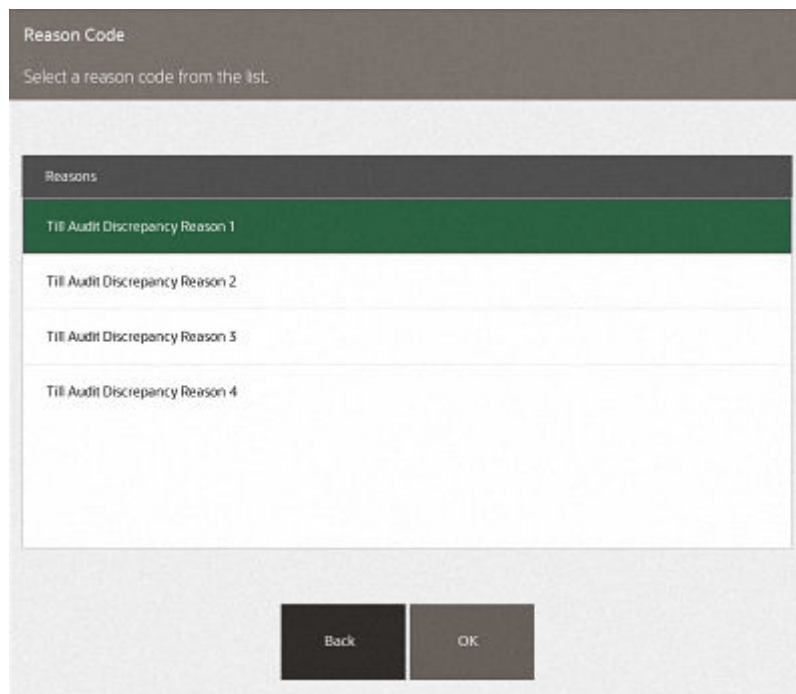 Reason Code
Select a reason code from the list.
Reasons
Till Audit Discrepancy Reason 1
Till Audit Discrepancy Reason 2
Till Audit Discrepancy Reason 3
Till Audit Discrepancy Reason 4
Back
OK